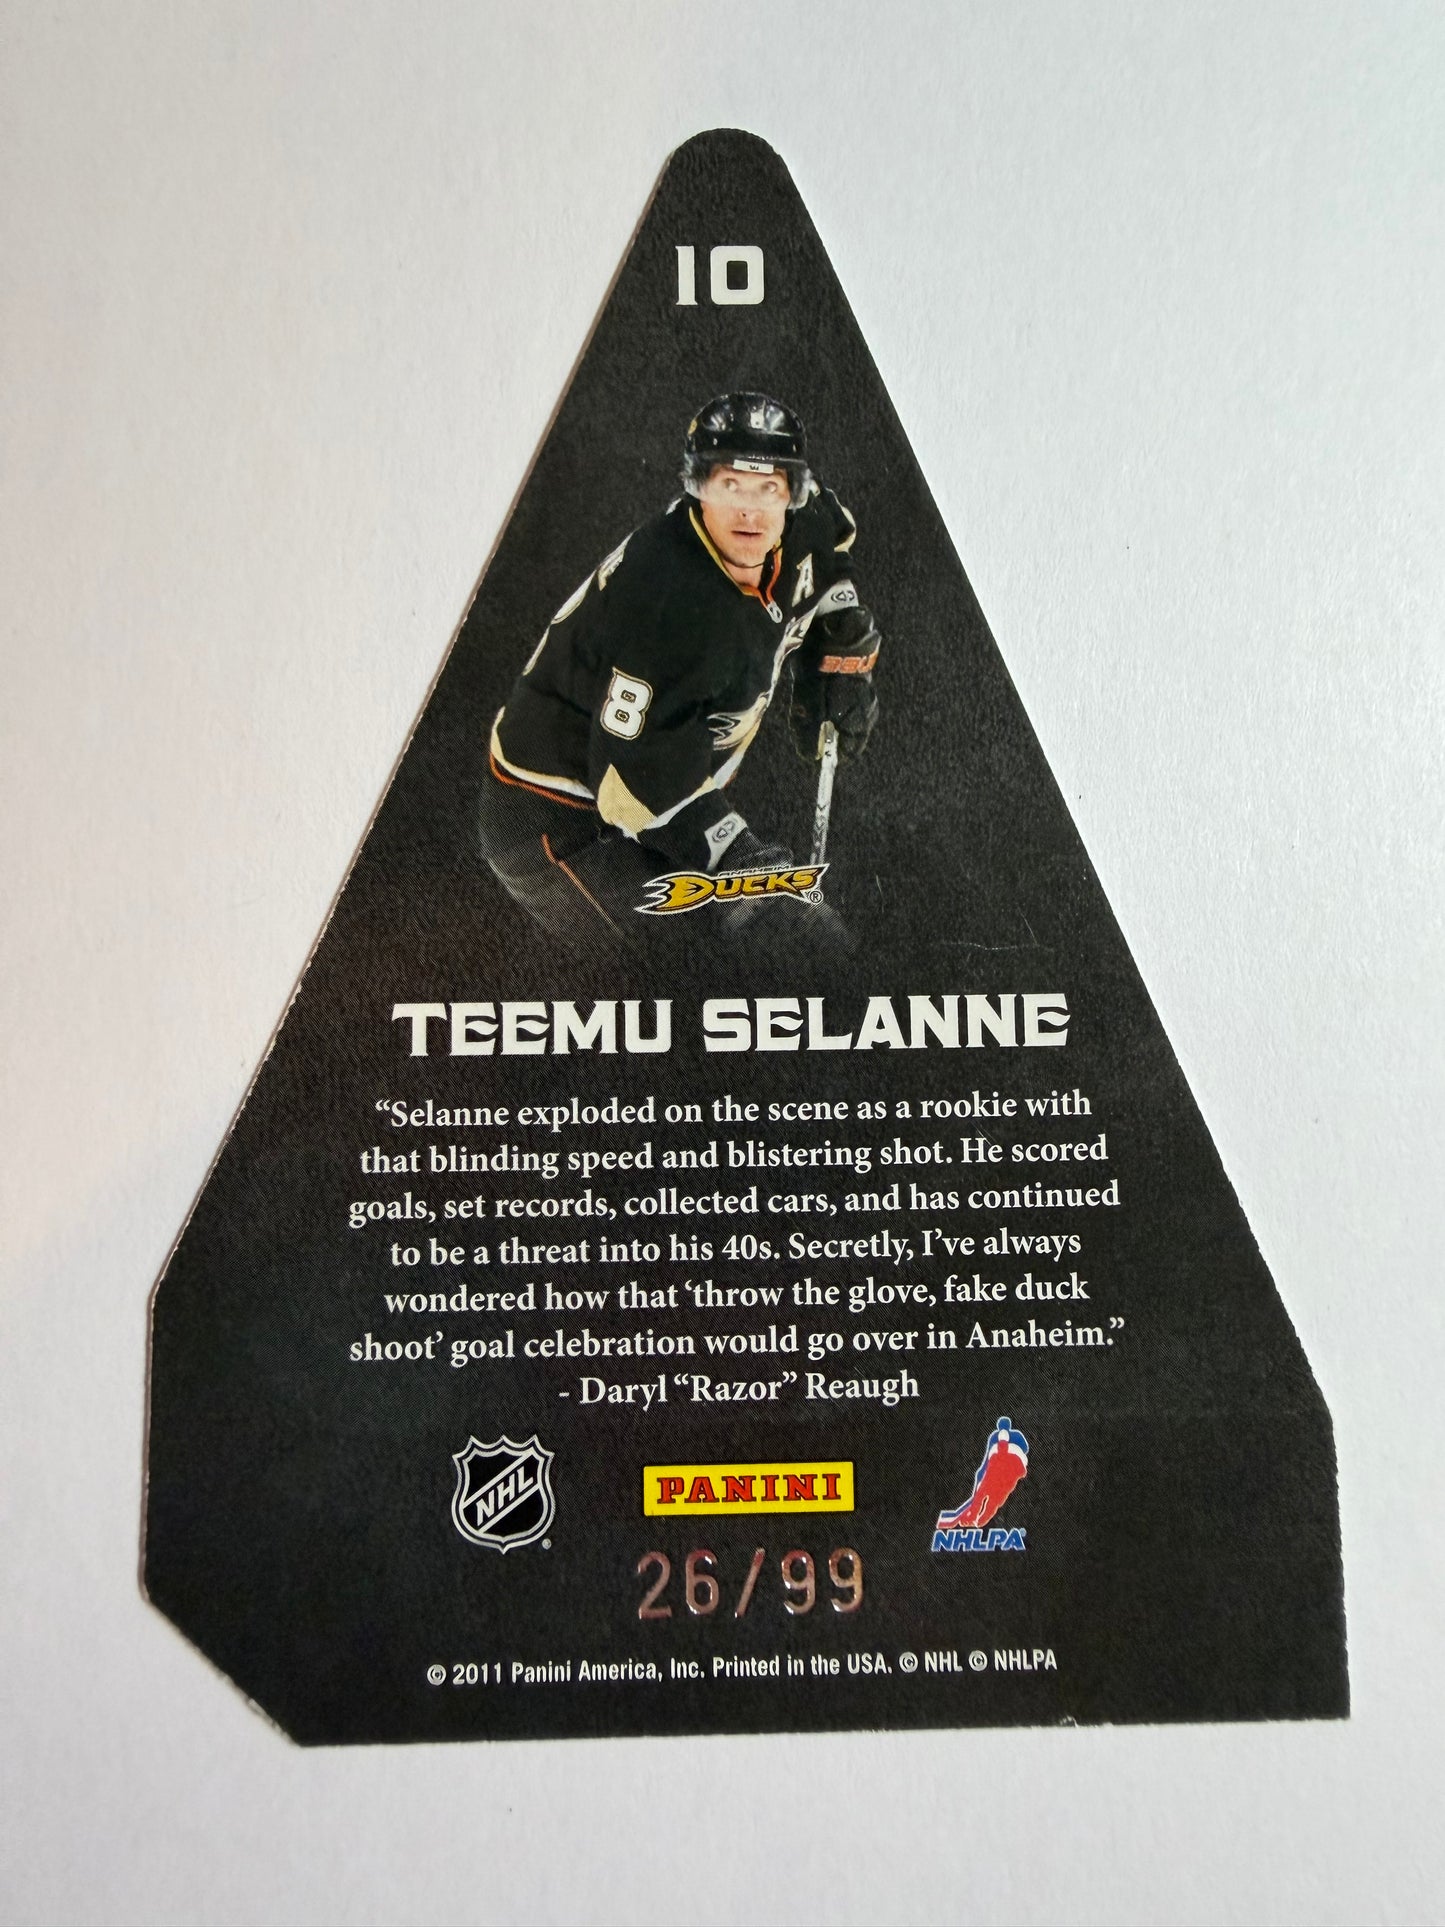 10
8
A
ANAHEIM
DUCKS®
TEEMU SELANNE
“Selanne exploded on the scene as a rookie with
that blinding speed and blistering shot. He scored
goals, set records, collected cars, and has continued
to be a threat into his 40s. Secretly, I’ve always
wondered how that ‘throw the glove, fake duck
shoot’ goal celebration would go over in Anaheim.”
- Daryl “Razor” Reaugh
NHL®
PANINI
NHLPA
26/99
© 2011 Panini America, Inc. Printed in the USA. © NHL © NHLPA